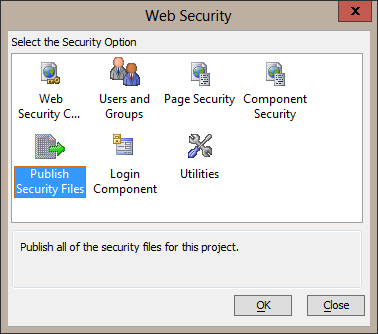 Web Security
x
Select the Security Option
Web
Security C...
Users and
Groups
Page Security
Component
Security
Publish
Security Files
Login
Component
Utilities
Publish all of the security files for this project.
OK
Close